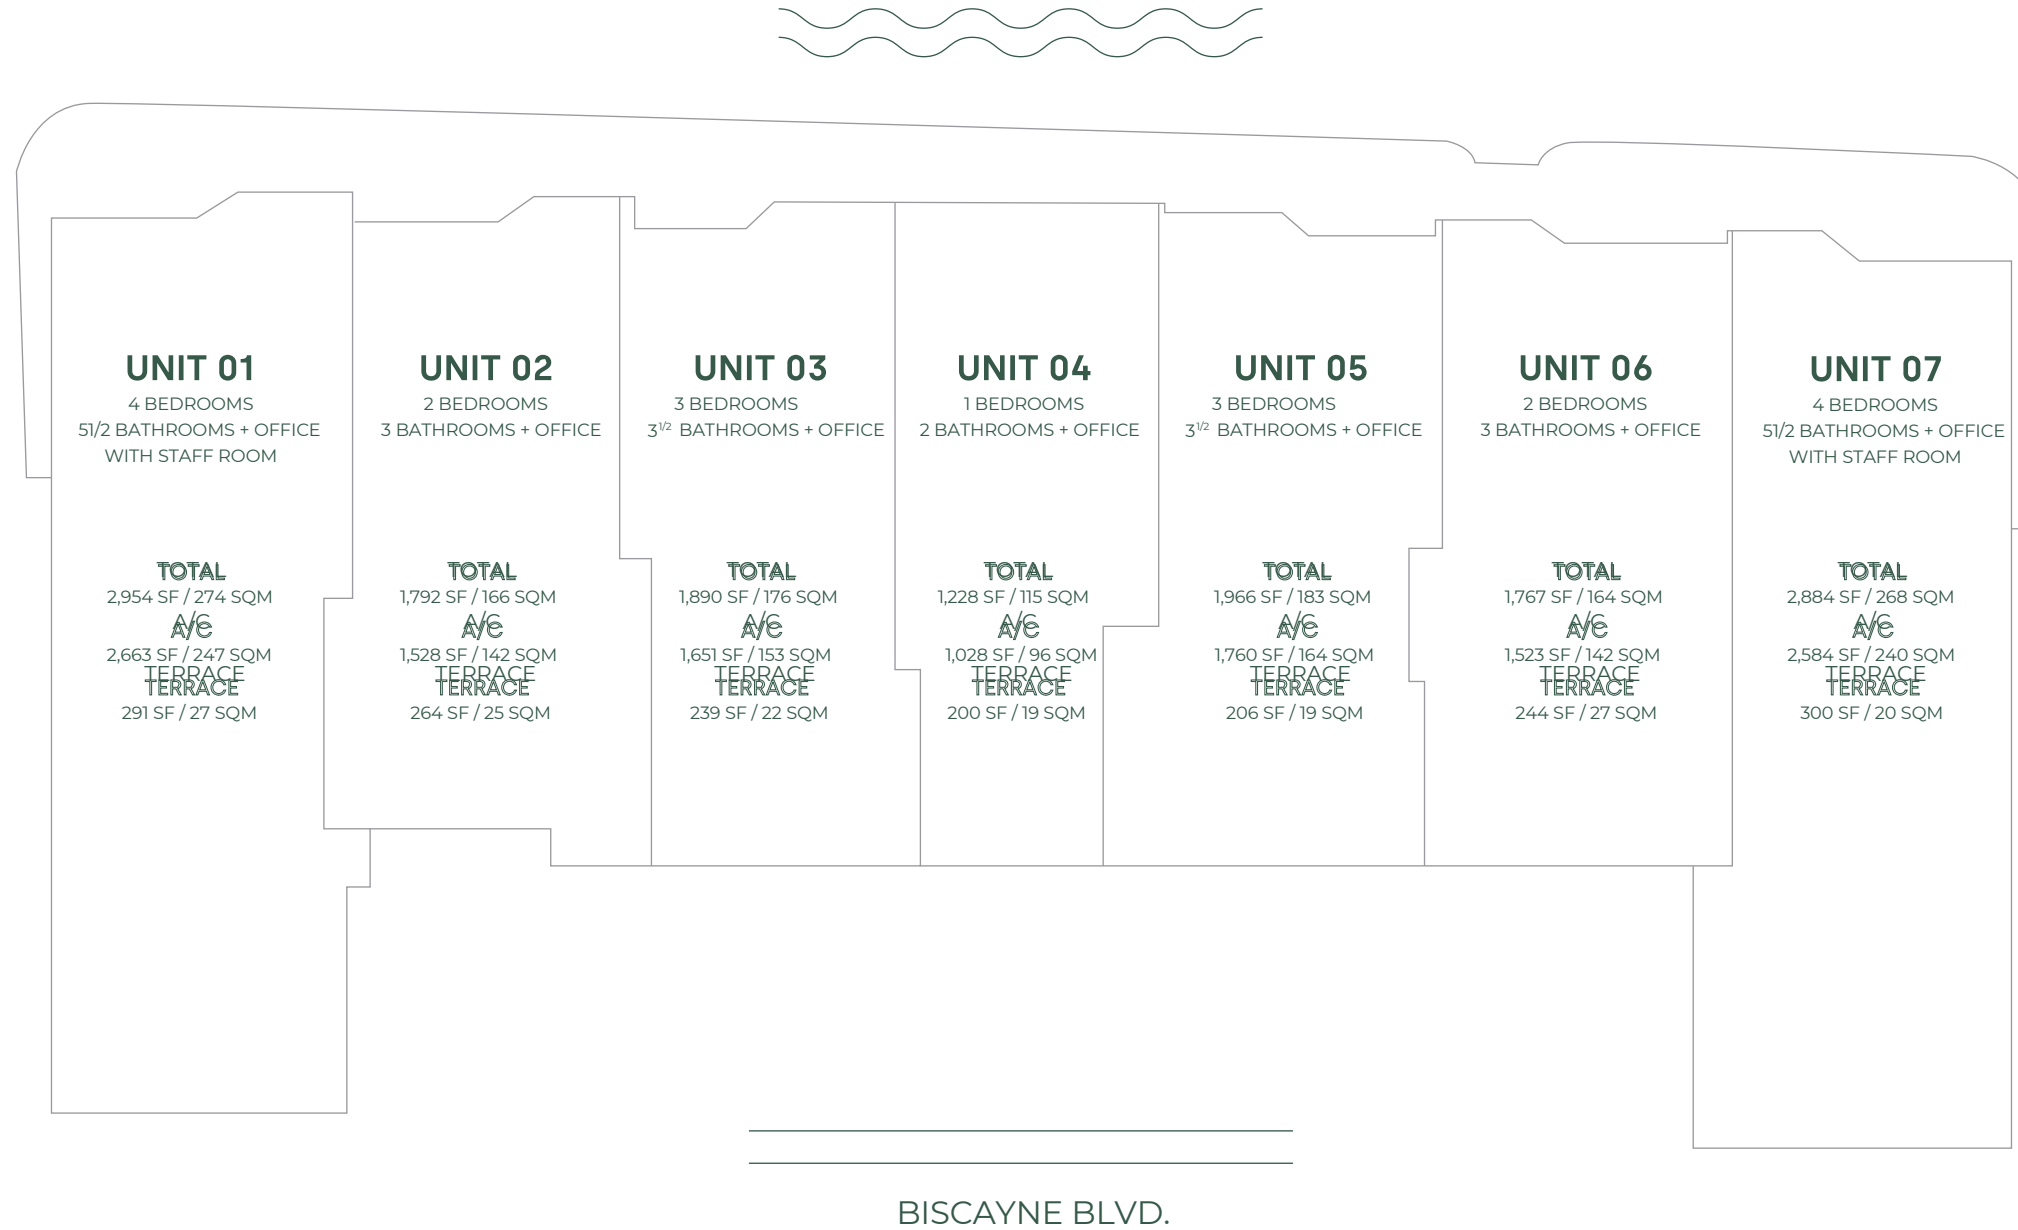 UNIT 01
4 BEDROOMS
51/2 BATHROOMS + OFFICE
WITH STAFF ROOM
TOTAL
2,954 SF / 274 SQM
A/C
A/C
2,663 SF / 247 SQM
TERRACE
TERRACE
291 SF / 27 SQM
UNIT 02
2 BEDROOMS
3 BATHROOMS + OFFICE
TOTAL
1,792 SF / 166 SQM
A/C
A/C
1,528 SF / 142 SQM
TERRACE
TERRACE
264 SF / 25 SQM
UNIT 03
3 BEDROOMS
3 1/2 BATHROOMS + OFFICE
TOTAL
1,890 SF / 176 SQM
A/C
A/C
1,651 SF / 153 SQM
TERRACE
TERRACE
239 SF / 22 SQM
UNIT 04
1 BEDROOMS
2 BATHROOMS + OFFICE
TOTAL
1,228 SF / 115 SQM
A/C
A/C
1,028 SF / 96 SQM
TERRACE
TERRACE
200 SF / 19 SQM
UNIT 05
3 BEDROOMS
3 1/2 BATHROOMS + OFFICE
TOTAL
1,966 SF / 183 SQM
A/C
A/C
1,760 SF / 164 SQM
TERRACE
TERRACE
206 SF / 19 SQM
UNIT 06
2 BEDROOMS
3 BATHROOMS + OFFICE
TOTAL
1,767 SF / 164 SQM
A/C
A/C
1,523 SF / 142 SQM
TERRACE
TERRACE
244 SF / 27 SQM
UNIT 07
4 BEDROOMS
51/2 BATHROOMS + OFFICE
WITH STAFF ROOM
TOTAL
2,884 SF / 268 SQM
A/C
A/C
2,584 SF / 240 SQM
TERRACE
TERRACE
300 SF / 20 SQM
BISCAYNE BLVD.